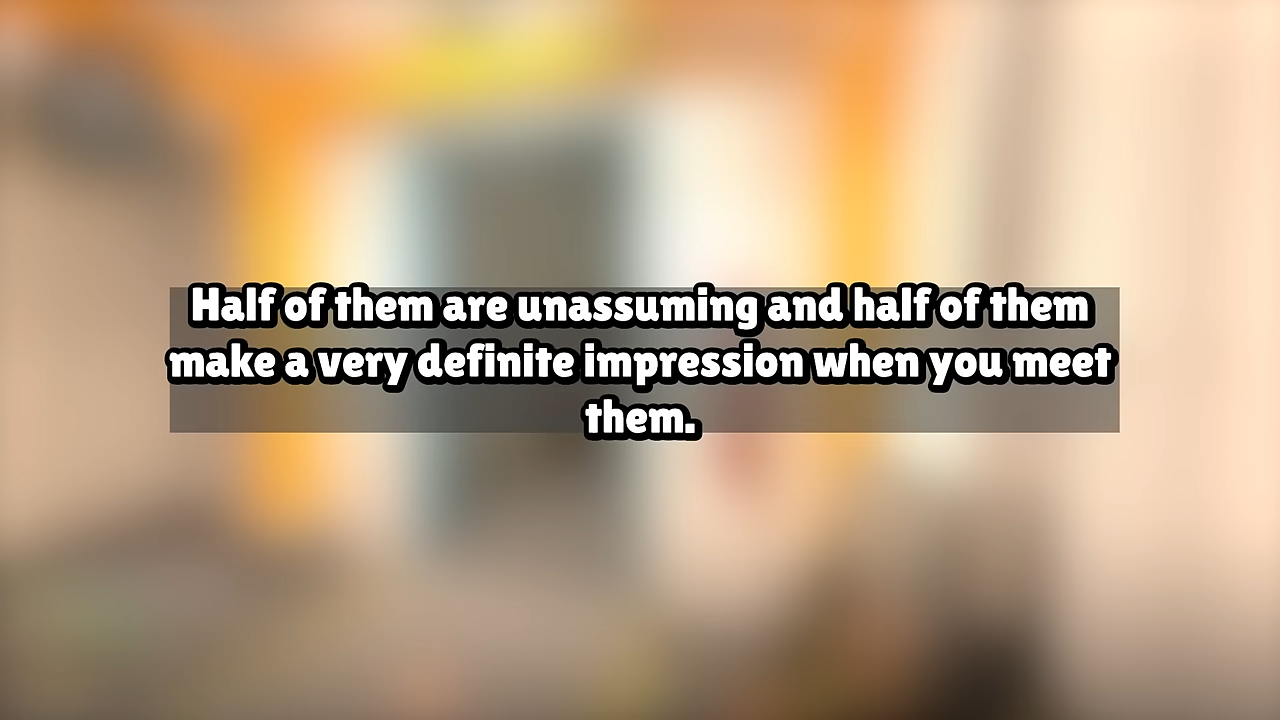 Half of them are unassuming and half of them
make a very definite impression when you meet
them.